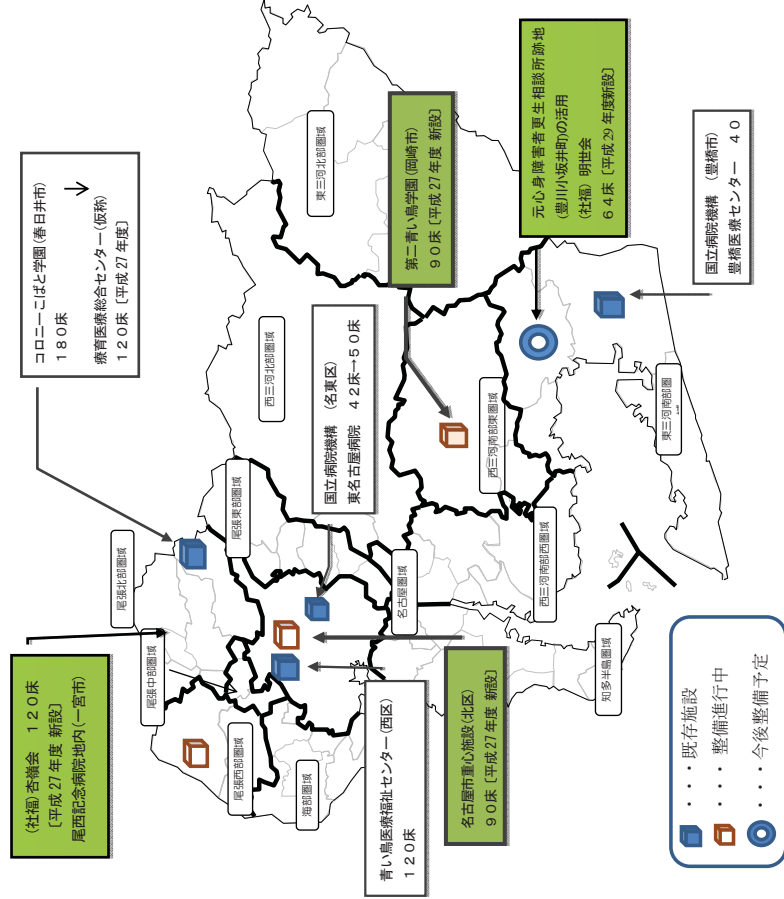 コロニーこばと学園(春日井市)
１８０床
↓
療育医療総合センター(仮称)
１２０床［平成 27 年度］
(社福)杏嶺会　１２０床
［平成 27 年度 新設］
尾西記念病院地内(一宮市)
国立病院機構　(名東区)
東名古屋病院　４２床→５０床
第二青い鳥学園(岡崎市)
９０床［平成 27 年度 新設］
元心身障害者更生相談所跡地
(豊川小坂井町)の活用
(社福)明世会
６４床［平成 29 年度新設］
国立病院機構　(豊橋市)
豊橋医療センター　４０
青い鳥医療福祉センター(西区)
１２０床
名古屋市重心施設(北区)
９０床［平成 27 年度 新設］
尾張北部圏域
尾張中部圏域
尾張西部圏域
海部圏域
尾張東部圏域
名古屋圏域
知多半島圏域
西三河北部圏域
西三河南部東圏域
西三河南部西圏域
東三河北部圏域
東三河南部圏
・・・既存施設
・・・整備進行中
・・・今後整備予定